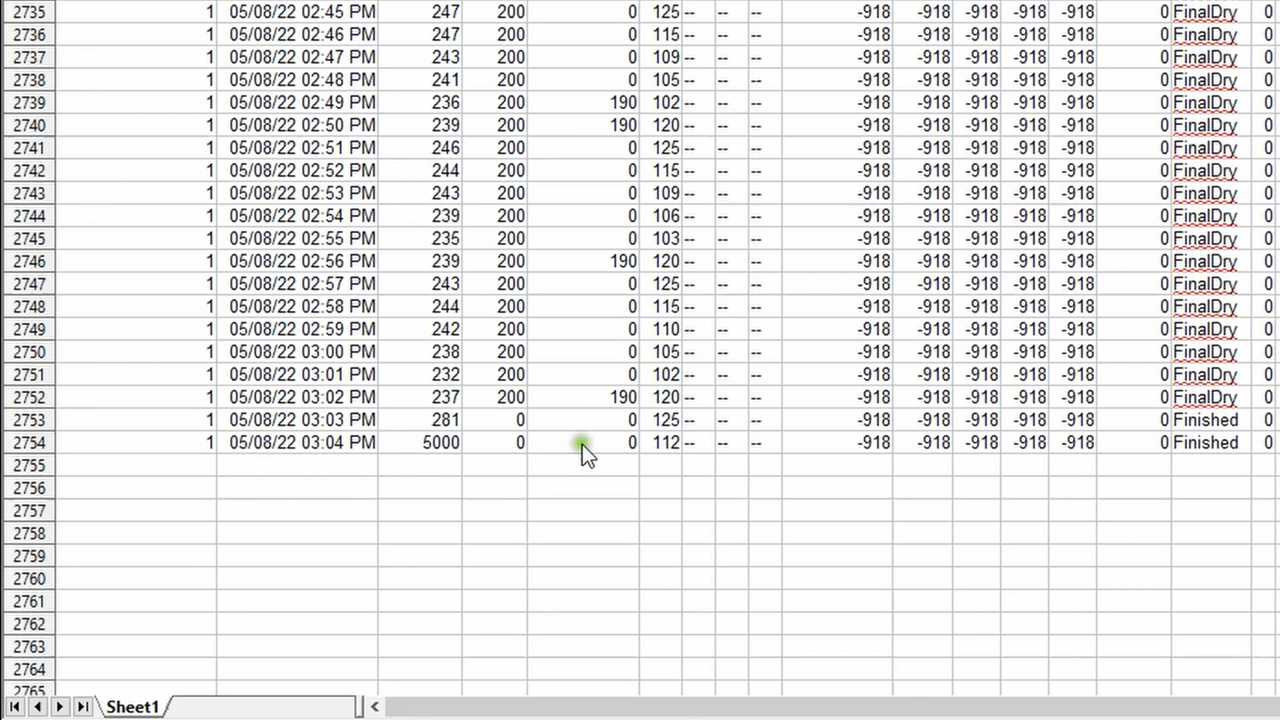 2735 1 05/08/22 02:45 PM 247 200 0 125 -- -- -- -918 -918 -918 -918 -918 0 FinalDry 0
2736 1 05/08/22 02:46 PM 247 200 0 115 -- -- -- -918 -918 -918 -918 -918 0 FinalDry 0
2737 1 05/08/22 02:47 PM 243 200 0 109 -- -- -- -918 -918 -918 -918 -918 0 FinalDry 0
2738 1 05/08/22 02:48 PM 241 200 0 105 -- -- -- -918 -918 -918 -918 -918 0 FinalDry 0
2739 1 05/08/22 02:49 PM 236 200 190 102 -- -- -- -918 -918 -918 -918 -918 0 FinalDry 0
2740 1 05/08/22 02:50 PM 239 200 190 120 -- -- -- -918 -918 -918 -918 -918 0 FinalDry 0
2741 1 05/08/22 02:51 PM 246 200 0 125 -- -- -- -918 -918 -918 -918 -918 0 FinalDry 0
2742 1 05/08/22 02:52 PM 244 200 0 115 -- -- -- -918 -918 -918 -918 -918 0 FinalDry 0
2743 1 05/08/22 02:53 PM 243 200 0 109 -- -- -- -918 -918 -918 -918 -918 0 FinalDry 0
2744 1 05/08/22 02:54 PM 239 200 0 106 -- -- -- -918 -918 -918 -918 -918 0 FinalDry 0
2745 1 05/08/22 02:55 PM 235 200 0 103 -- -- -- -918 -918 -918 -918 -918 0 FinalDry 0
2746 1 05/08/22 02:56 PM 239 200 190 120 -- -- -- -918 -918 -918 -918 -918 0 FinalDry 0
2747 1 05/08/22 02:57 PM 243 200 0 125 -- -- -- -918 -918 -918 -918 -918 0 FinalDry 0
2748 1 05/08/22 02:58 PM 244 200 0 115 -- -- -- -918 -918 -918 -918 -918 0 FinalDry 0
2749 1 05/08/22 02:59 PM 242 200 0 110 -- -- -- -918 -918 -918 -918 -918 0 FinalDry 0
2750 1 05/08/22 03:00 PM 238 200 0 105 -- -- -- -918 -918 -918 -918 -918 0 FinalDry 0
2751 1 05/08/22 03:01 PM 232 200 0 102 -- -- -- -918 -918 -918 -918 -918 0 FinalDry 0
2752 1 05/08/22 03:02 PM 237 200 190 120 -- -- -- -918 -918 -918 -918 -918 0 FinalDry 0
2753 1 05/08/22 03:03 PM 281 0 0 125 -- -- -- -918 -918 -918 -918 -918 0 Finished 0
2754 1 05/08/22 03:04 PM 5000 0 0 112 -- -- -- -918 -918 -918 -918 -918 0 Finished 0
2755
2756
2757
2758
2759
2760
2761
2762
2763
2764
2765
Sheet1